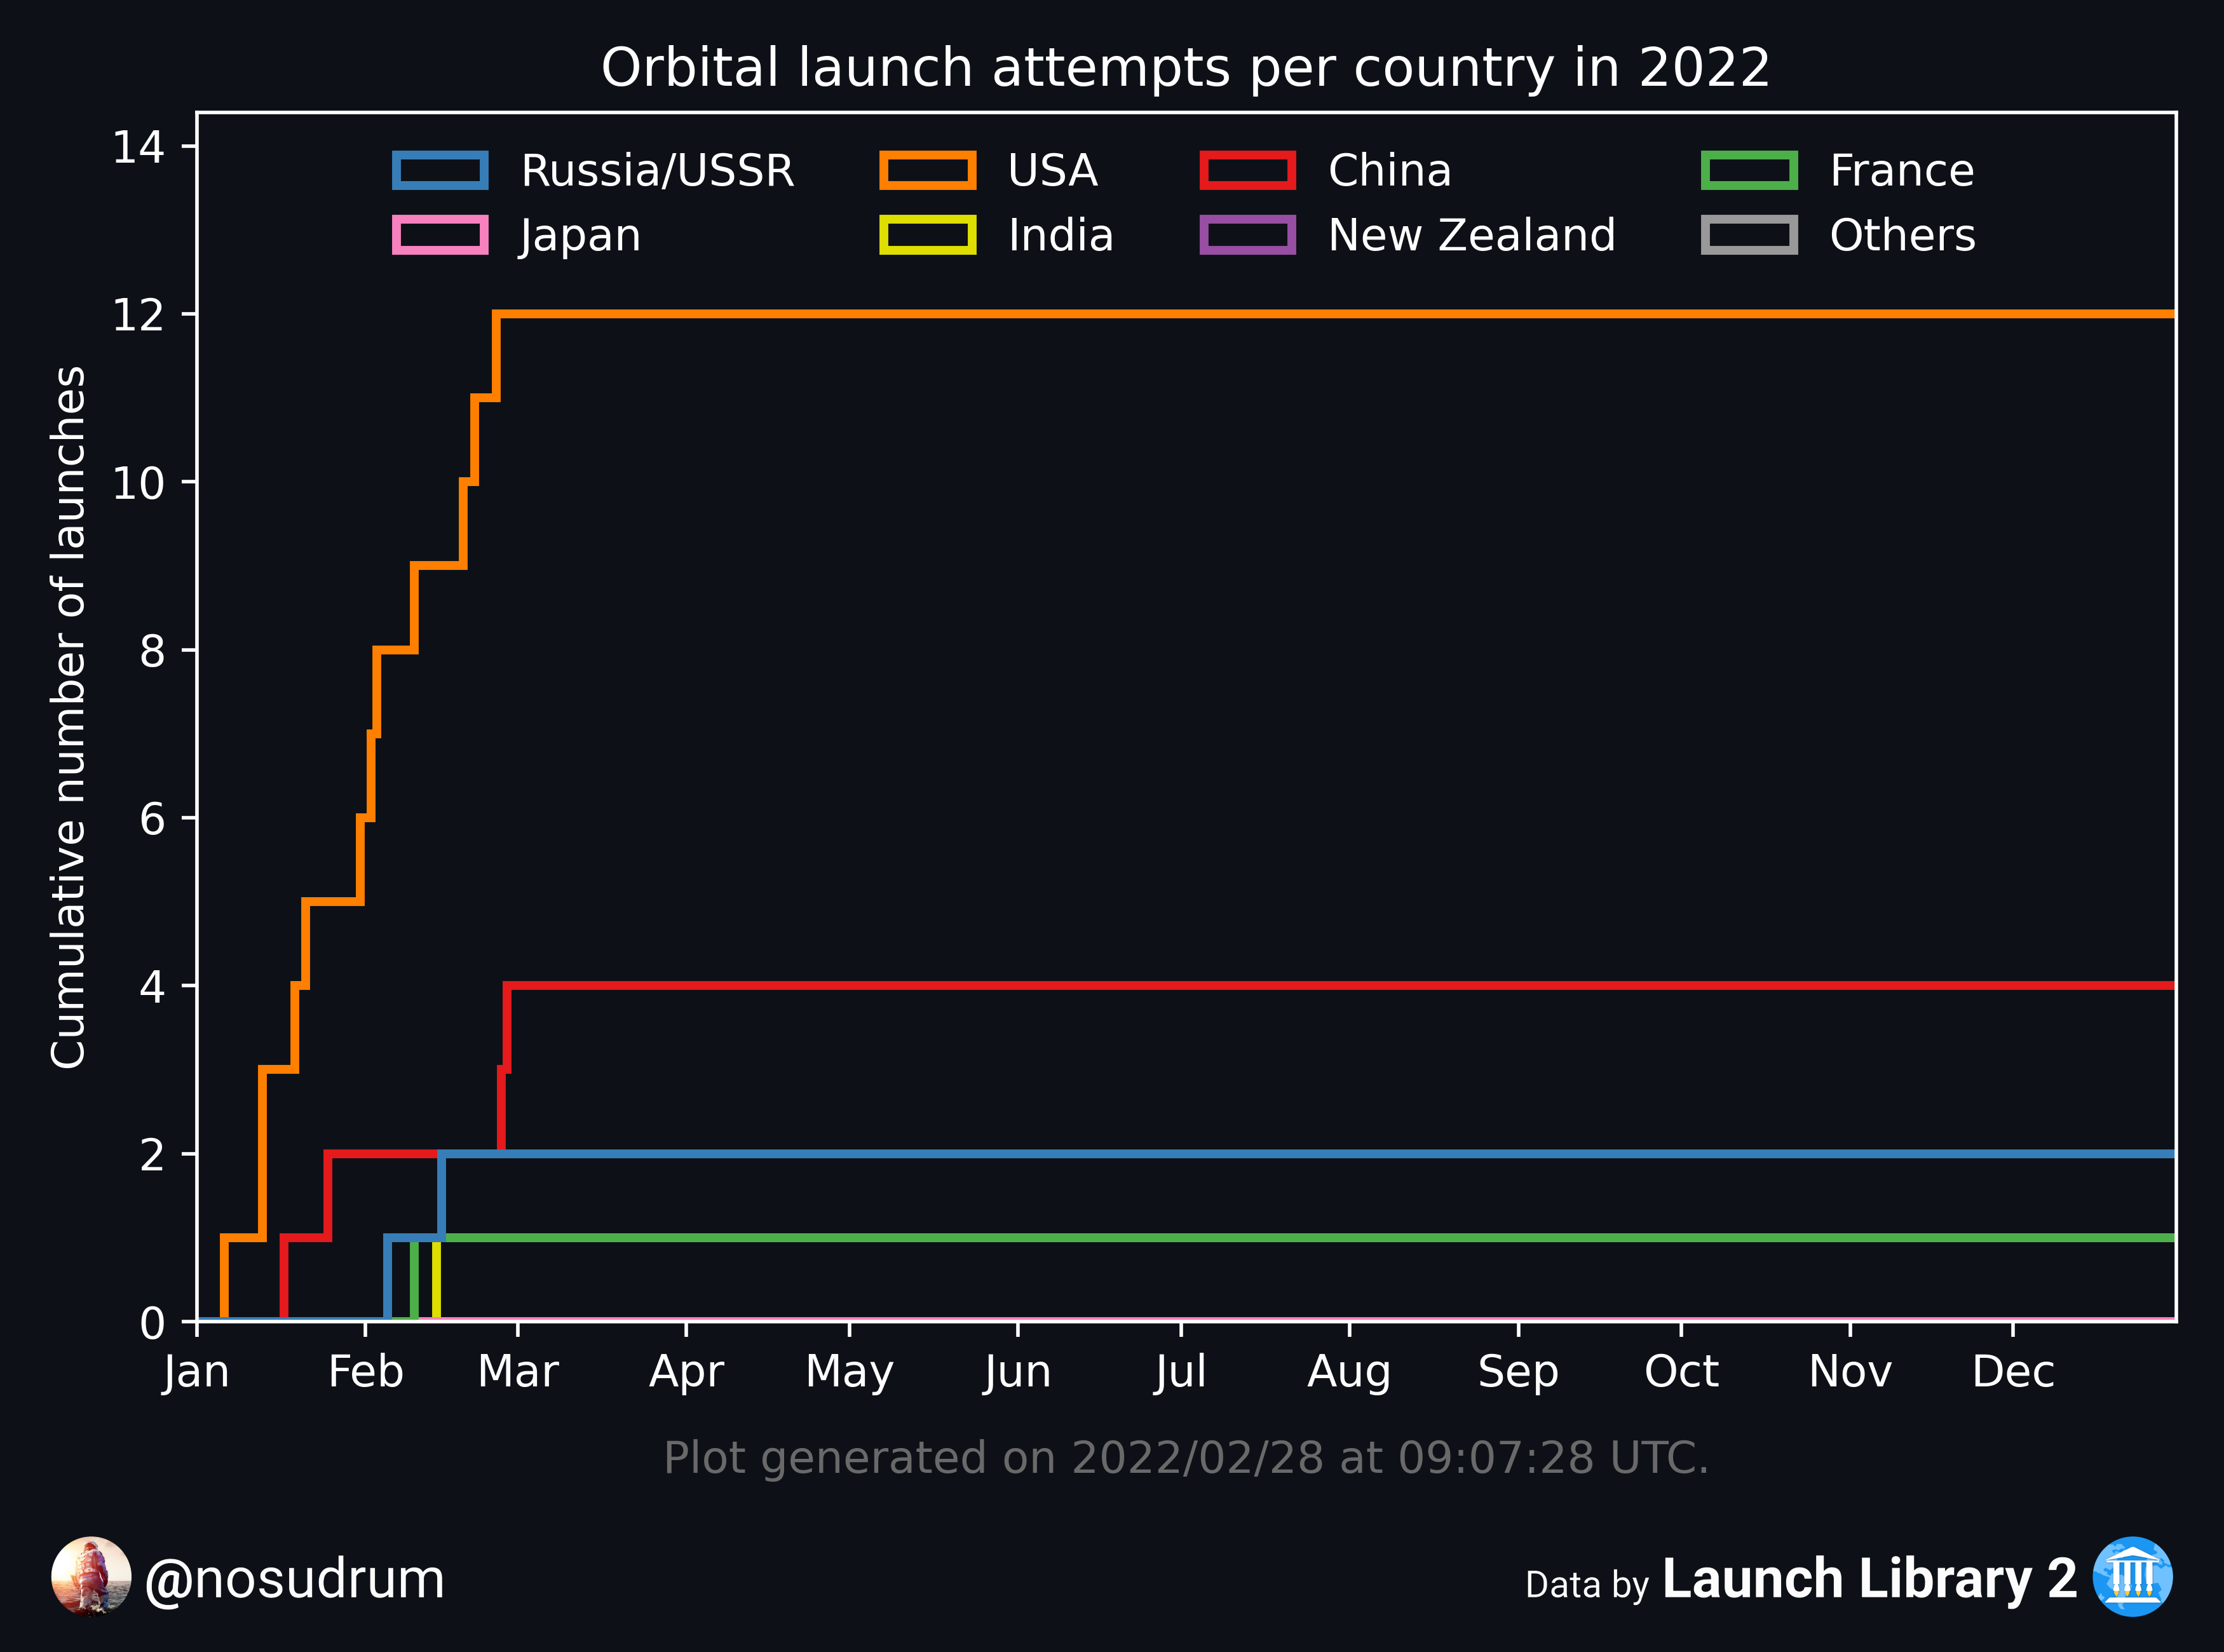 Orbital launch attempts per country in 2022
14
Russia/USSR USA China France
Japan India New Zealand Others
12
10
8
6
4
2
0
Cumulative number of launches
Jan Feb Mar Apr May Jun Jul Aug Sep Oct Nov Dec
Plot generated on 2022/02/28 at 09:07:28 UTC.
@nosudrum
Data by Launch Library 2